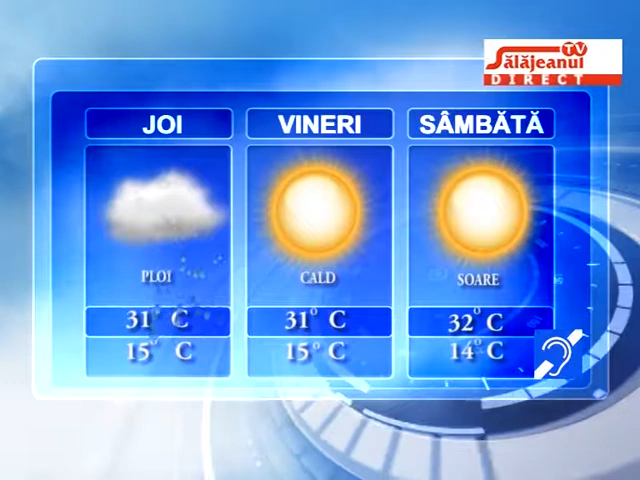 TV
Sălăjeanul
DIRECT
JOI
VINERI
SÂMBĂTĂ
PLOI
CALD
SOARE
31° C
31° C
32° C
15° C
15° C
14° C